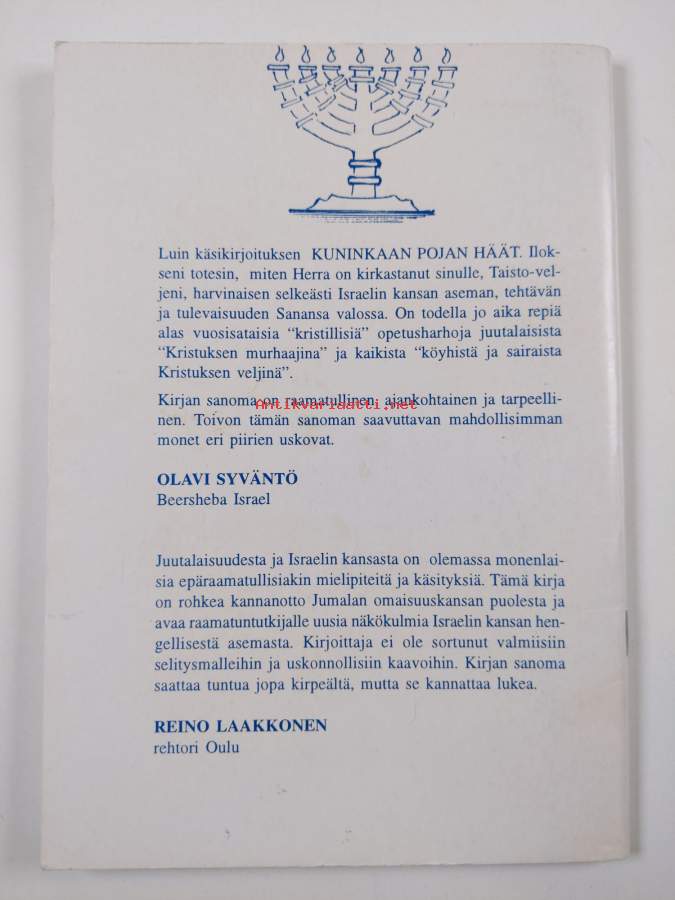 Luin käsikirjoituksen KUNINKAAN POJAN HÄÄT. Ilok-
seni totesin, miten Herra on kirkastanut sinulle, Taisto-vel-
jeni, harvinaisen selkeästi Israelin kansan aseman, tehtävän
ja tulevaisuuden Sanansa valossa. On todella jo aika repiä
alas vuosisataisia “kristillisiä” opetusharhoja juutalaisista
“Kristuksen murhaajina” ja kaikista “köyhistä ja sairaista
Kristuksen veljinä”.
Kirjan sanoma on raamatullinen, ajankohtainen ja tarpeelli-
Antikvariaatti.net
nen. Toivon tämän sanoman saavuttavan mahdollisimman
monet eri piirien uskovat.
OLAVI SYVÄNTÖ
Beersheba Israel
Juutalaisuudesta ja Israelin kansasta on olemassa monenlai-
sia epäraamatullisiakin mielipiteitä ja käsityksiä. Tämä kirja
on rohkea kannanotto Jumalan omaisuuskansan puolesta ja
avaa raamatuntutkijalle uusia näkökulmia Israelin kansan hen-
gellisestä asemasta. Kirjoittaja ei ole sortunut valmiisiin
selitysmalleihin ja uskonnollisiin kaavoihin. Kirjan sanoma
saattaa tuntua jopa kirpeältä, mutta se kannattaa lukea.
REINO LAAKKONEN
rehtori Oulu